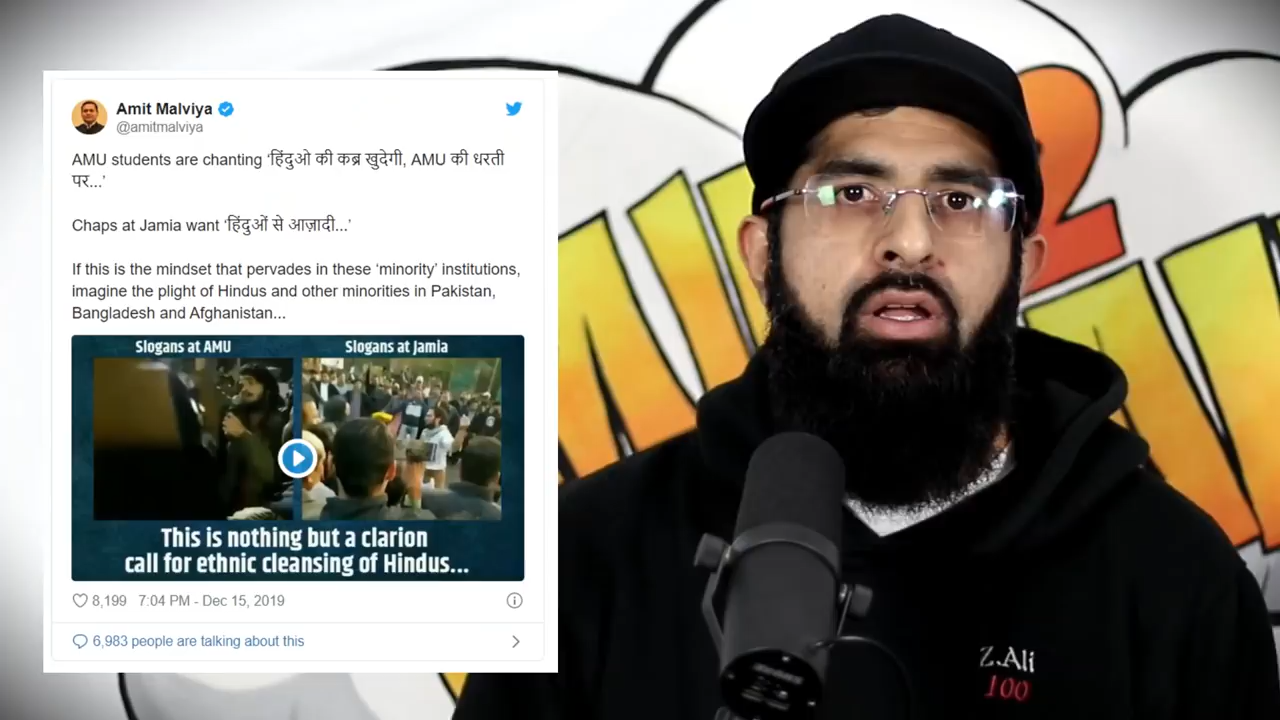 Amit Malviya
@amitmalviya
AMU students are chanting ‘हिंदुओ की कब्र खुदेगी, AMU की धरती
पर...’
Chaps at Jamia want ‘हिंदुओं से आज़ादी...’
If this is the mindset that pervades in these ‘minority’ institutions,
imagine the plight of Hindus and other minorities in Pakistan,
Bangladesh and Afghanistan...
Slogans at AMU
Slogans at Jamia
This is nothing but a clarion
call for ethnic cleansing of Hindus...
8,199 7:04 PM - Dec 15, 2019
6,983 people are talking about this
2
Z.Ali
100